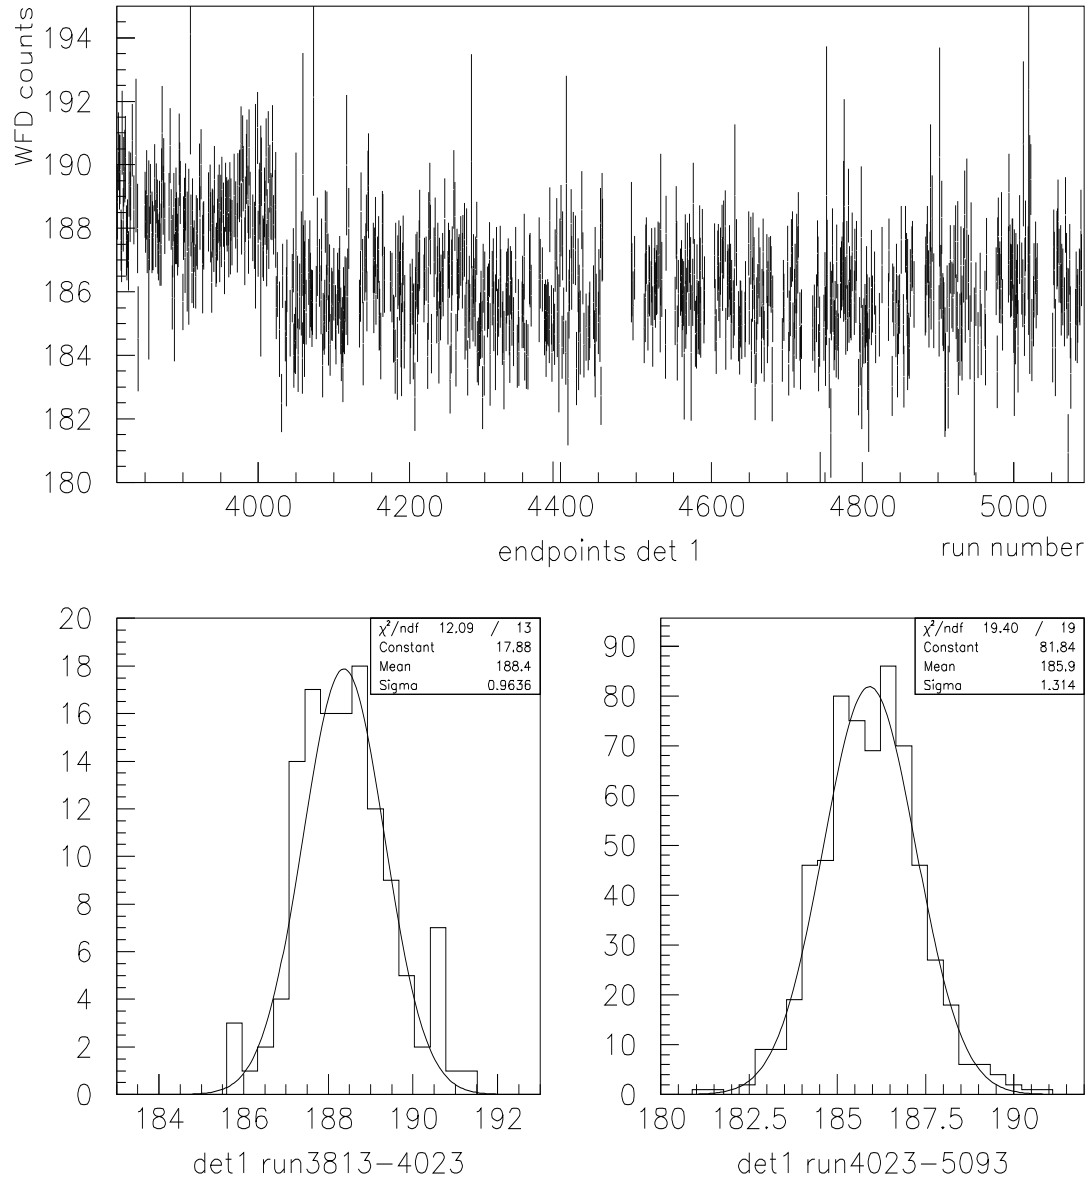 WFD counts
194
192
190
188
186
184
182
180
4000 4200 4400 4600 4800 5000
endpoints det 1 run number
20
18
16
14
12
10
8
6
4
2
0
χ²/ndf 12.09 / 13
Constant 17.88
Mean 188.4
Sigma 0.9636
184 186 188 190 192
det1 run3813-4023
90
80
70
60
50
40
30
20
10
0
χ²/ndf 19.40 / 19
Constant 81.84
Mean 185.9
Sigma 1.314
180 182.5 185 187.5 190
det1 run4023-5093